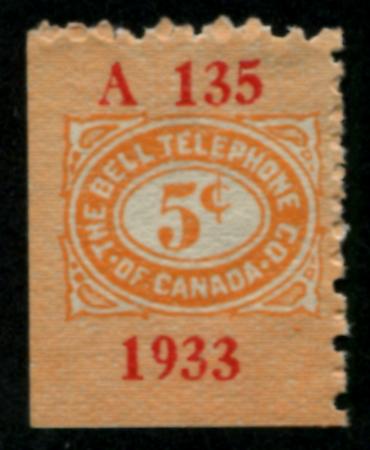 A 135
THE BELL TELEPHONE CO.
5¢
· OF CANADA ·
1933